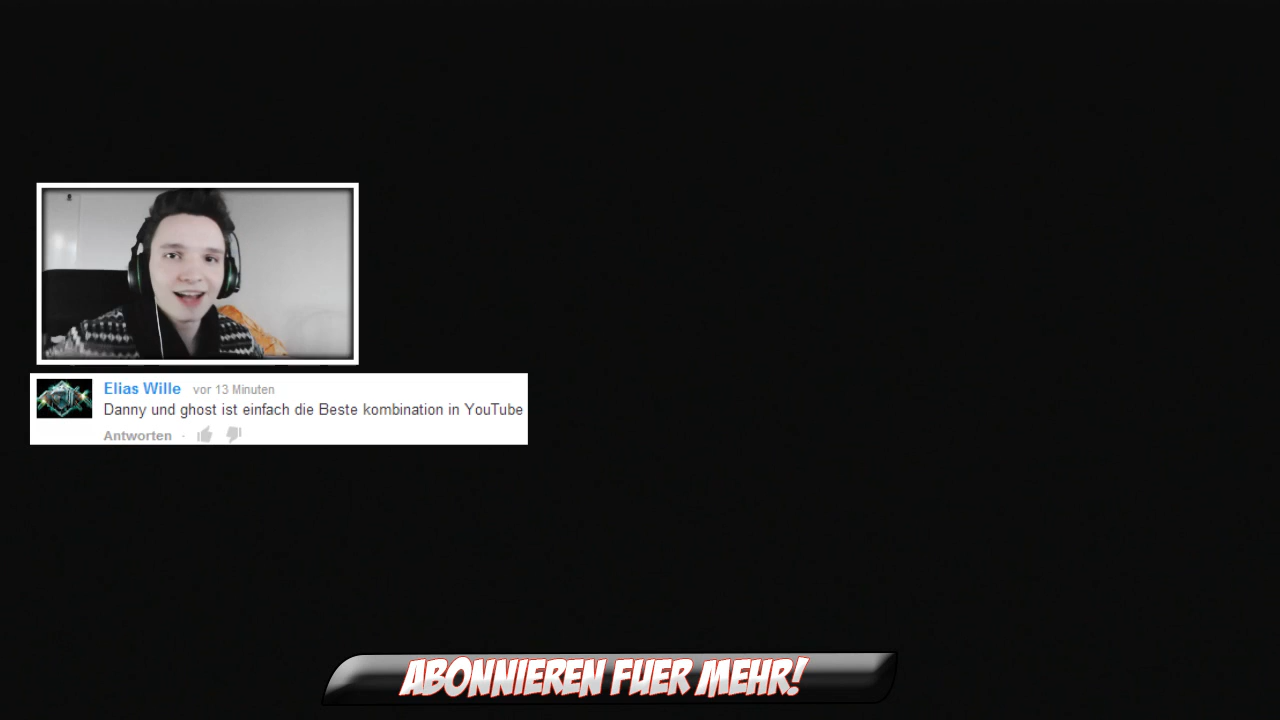 Elias Wille vor 13 Minuten
Danny und ghost ist einfach die Beste kombination in YouTube
Antworten ·
ABONNIEREN FUER MEHR!